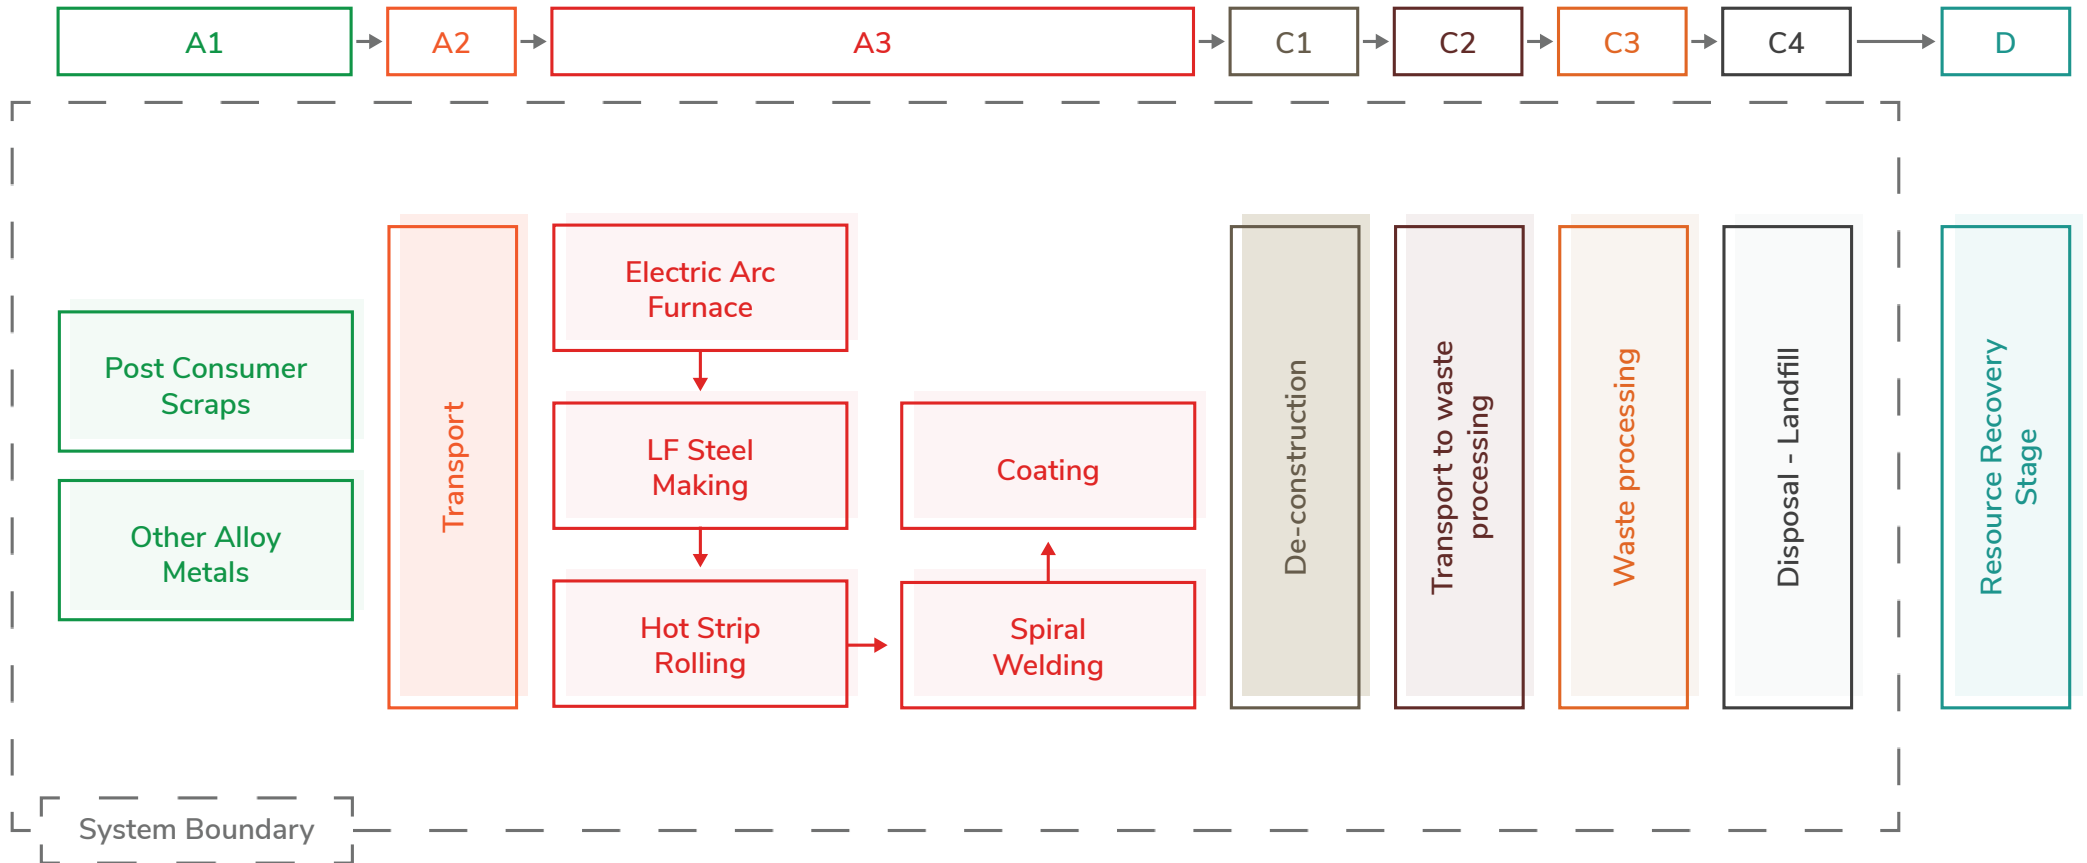 A1
A2
A3
C1
C2
C3
C4
D
Post Consumer
Scraps
Other Alloy
Metals
Transport
Electric Arc
Furnace
LF Steel
Making
Hot Strip
Rolling
Spiral
Welding
Coating
De-construction
Transport to waste
processing
Waste processing
Disposal - Landfill
Resource Recovery
Stage
System Boundary